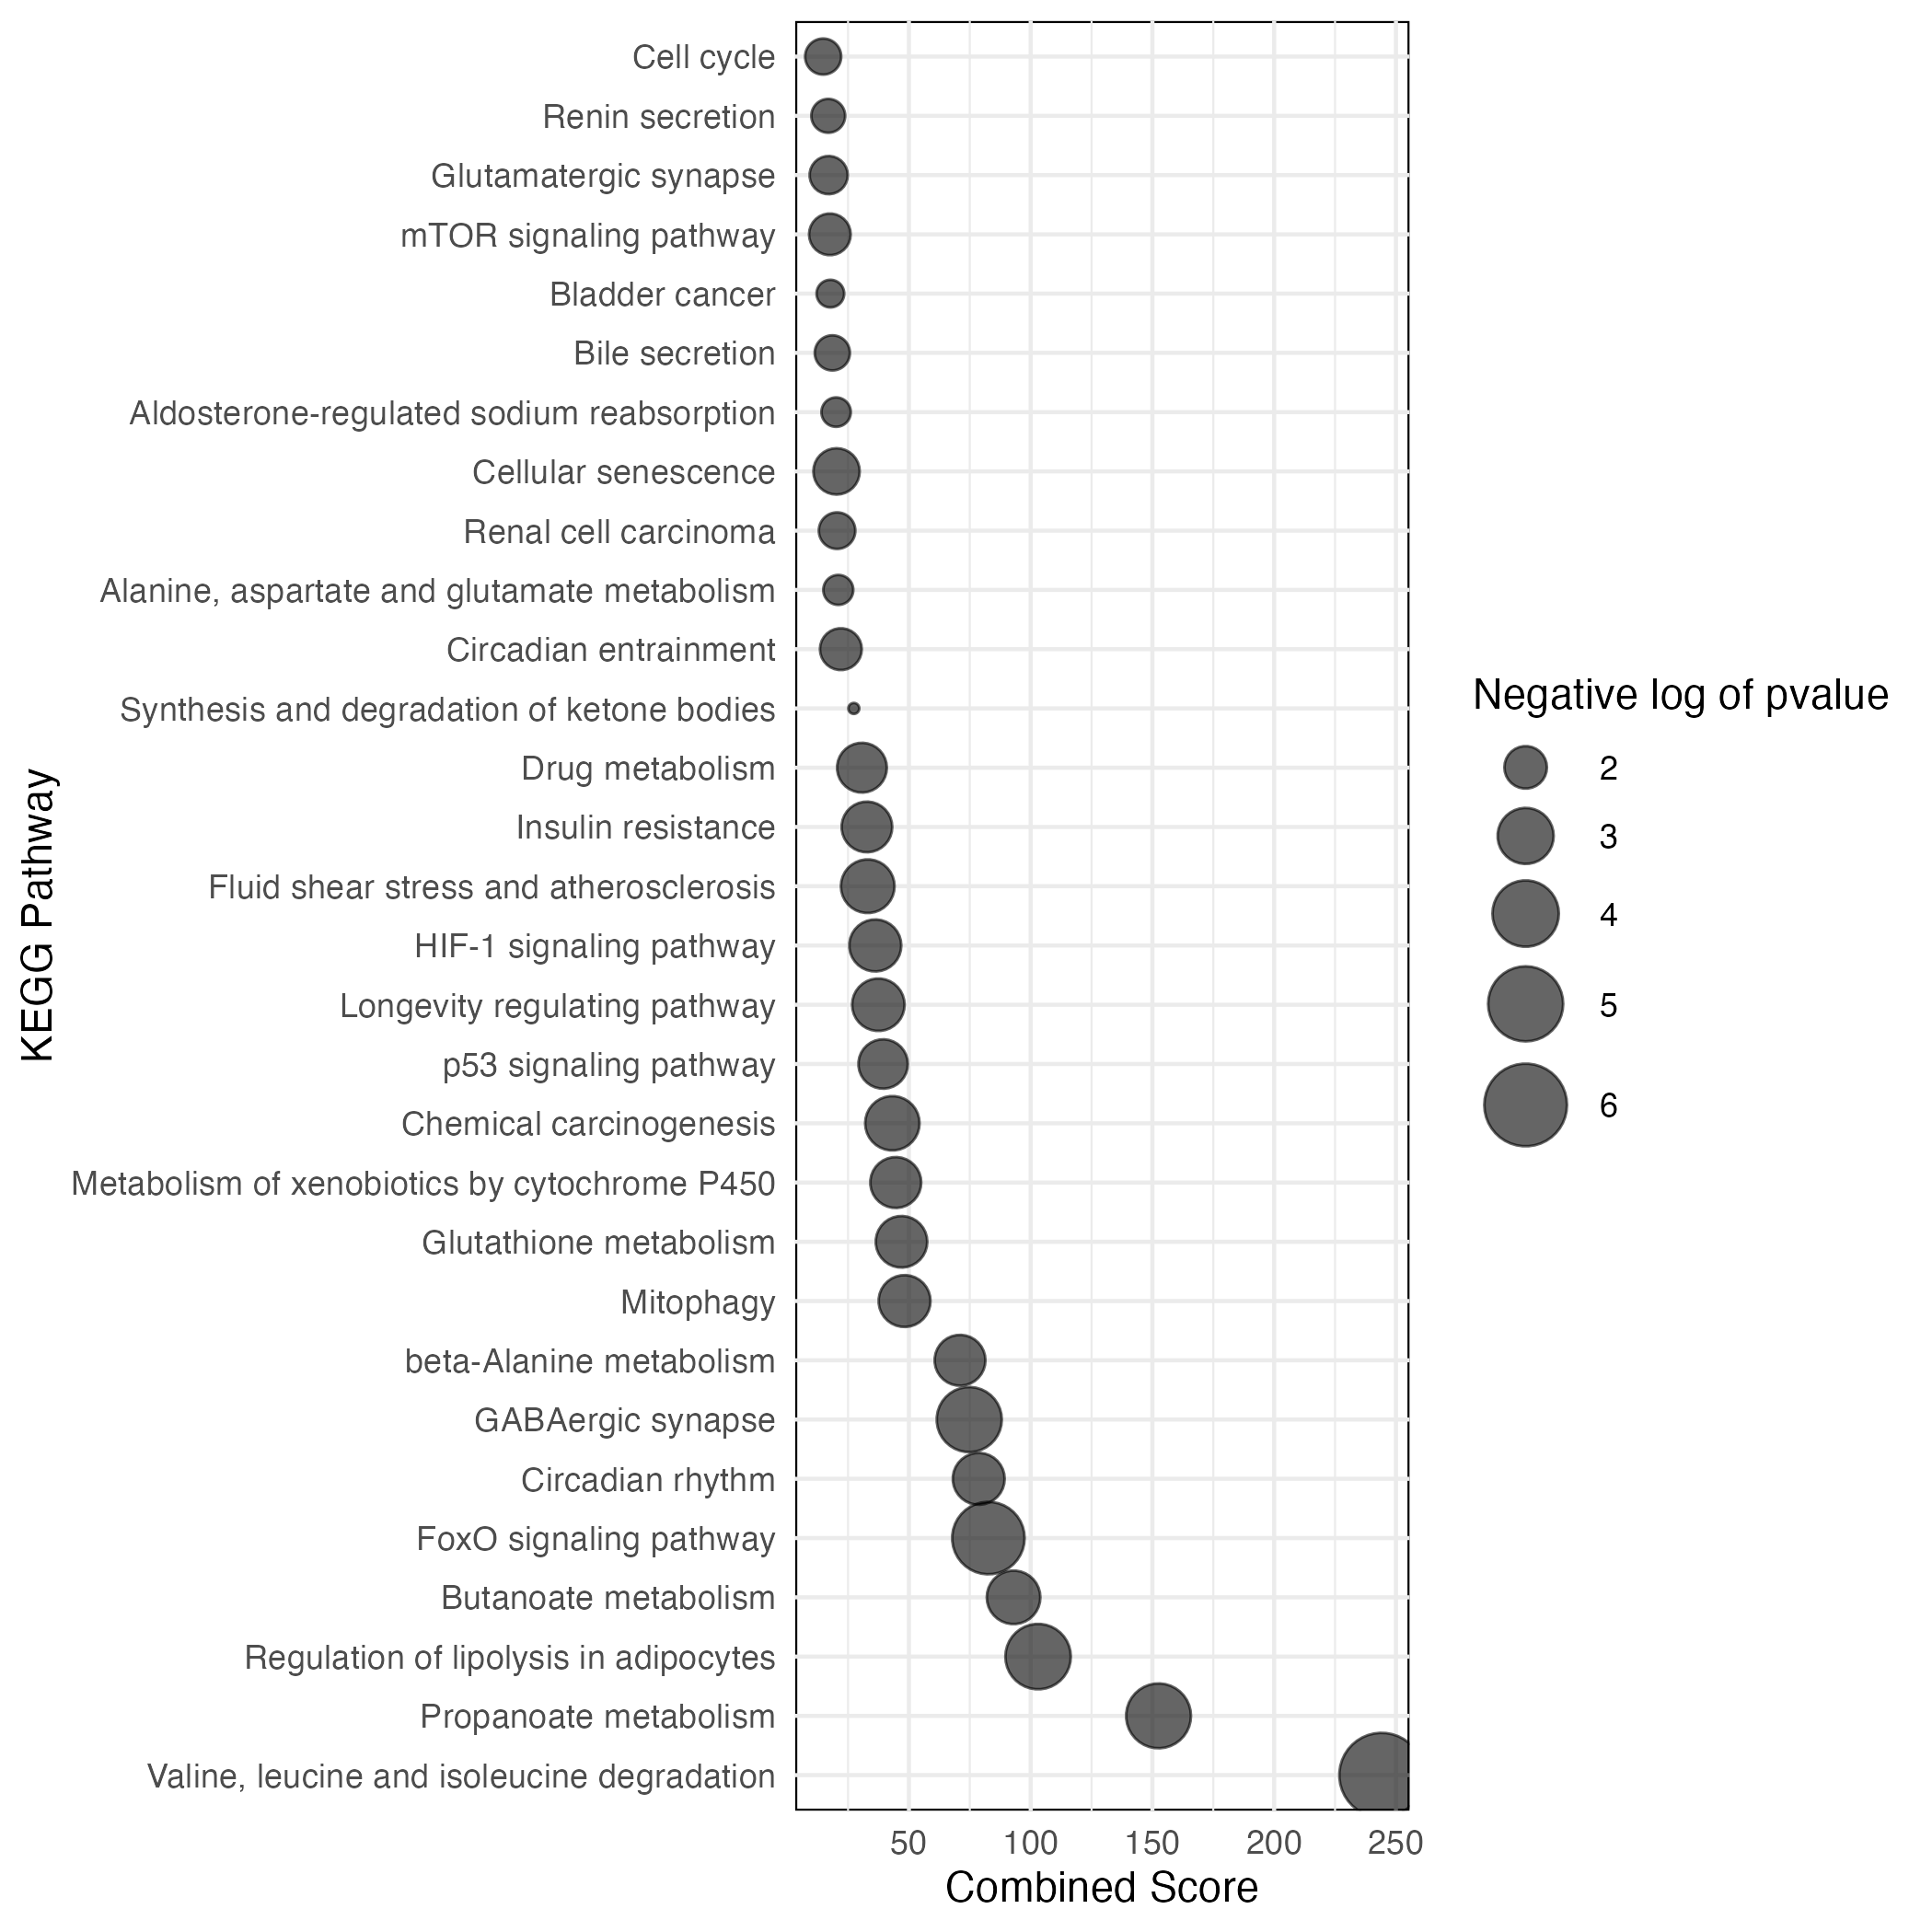 Cell cycle
Renin secretion
Glutamatergic synapse
mTOR signaling pathway
Bladder cancer
Bile secretion
Aldosterone-regulated sodium reabsorption
Cellular senescence
Renal cell carcinoma
Alanine, aspartate and glutamate metabolism
Circadian entrainment
Synthesis and degradation of ketone bodies
Drug metabolism
Insulin resistance
Fluid shear stress and atherosclerosis
HIF-1 signaling pathway
Longevity regulating pathway
p53 signaling pathway
Chemical carcinogenesis
Metabolism of xenobiotics by cytochrome P450
Glutathione metabolism
Mitophagy
beta-Alanine metabolism
GABAergic synapse
Circadian rhythm
FoxO signaling pathway
Butanoate metabolism
Regulation of lipolysis in adipocytes
Propanoate metabolism
Valine, leucine and isoleucine degradation
KEGG Pathway
50 100 150 200 250
Combined Score
Negative log of pvalue
2
3
4
5
6